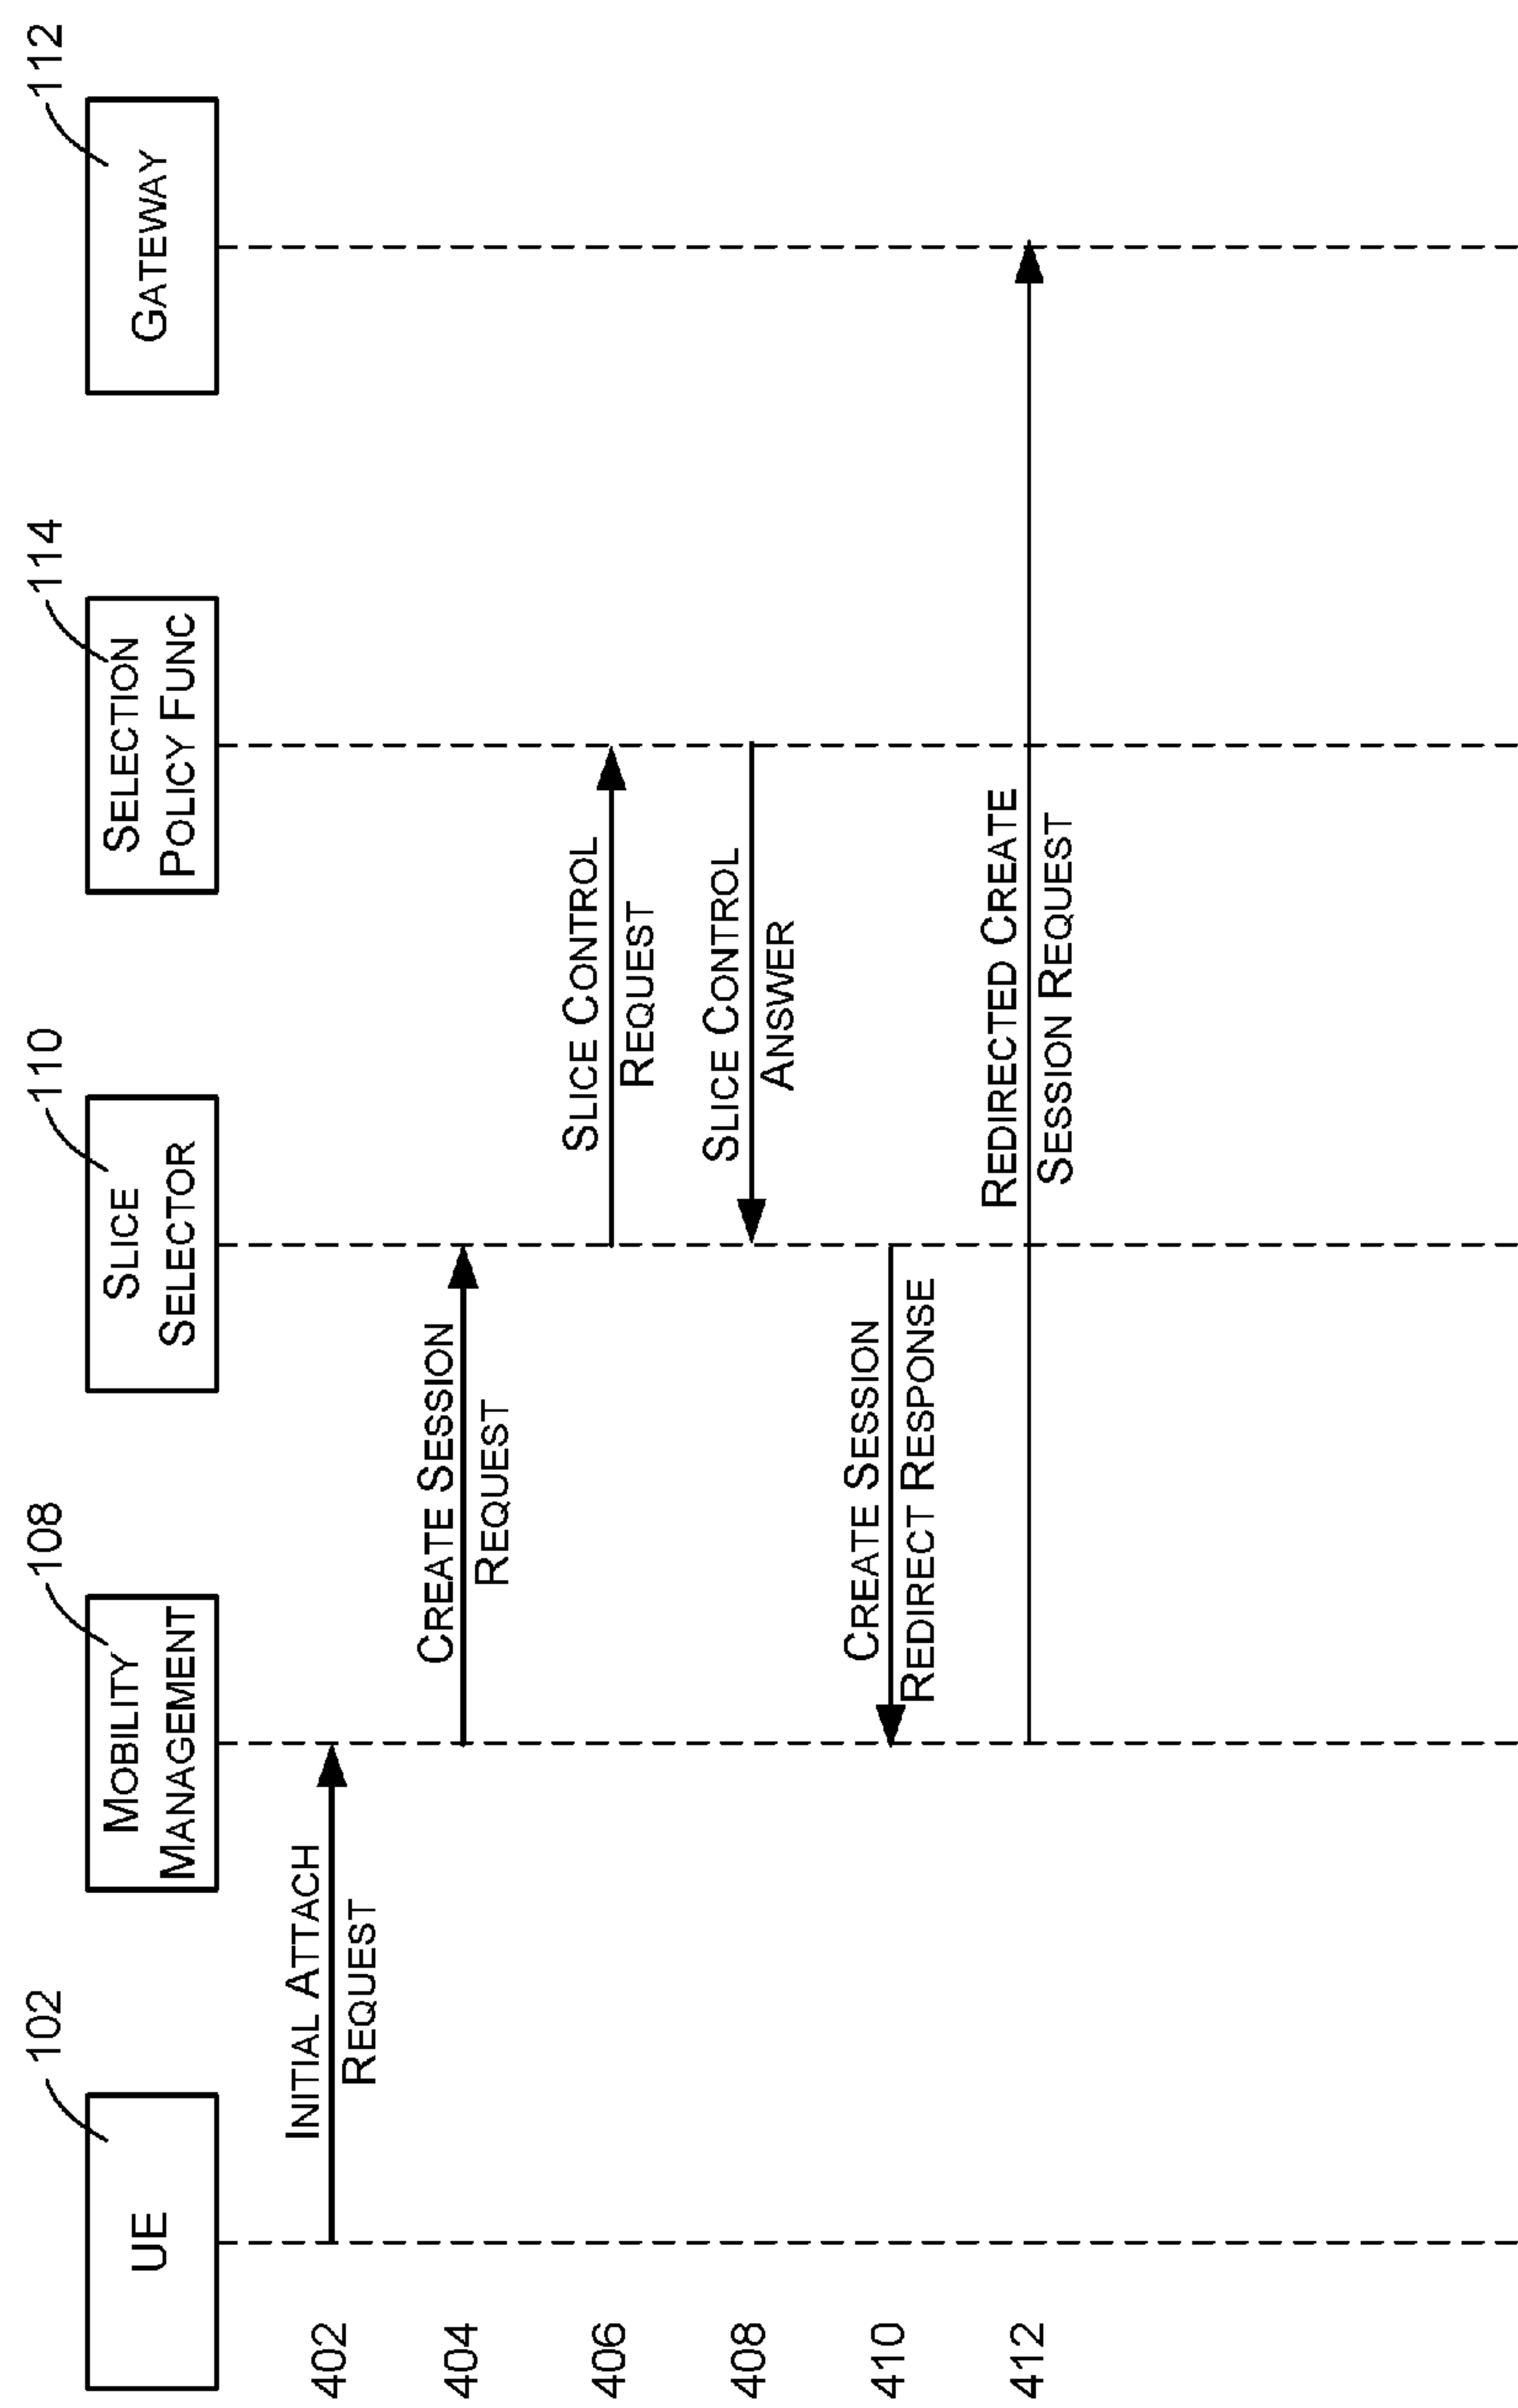 102
108
110
114
112
UE
MOBILITY
MANAGEMENT
SLICE
SELECTOR
SELECTION
POLICY FUNC
GATEWAY
402
INITIAL ATTACH
REQUEST
404
CREATE SESSION
REQUEST
406
SLICE CONTROL
REQUEST
408
SLICE CONTROL
ANSWER
410
CREATE SESSION
REDIRECT RESPONSE
412
REDIRECTED CREATE
SESSION REQUEST